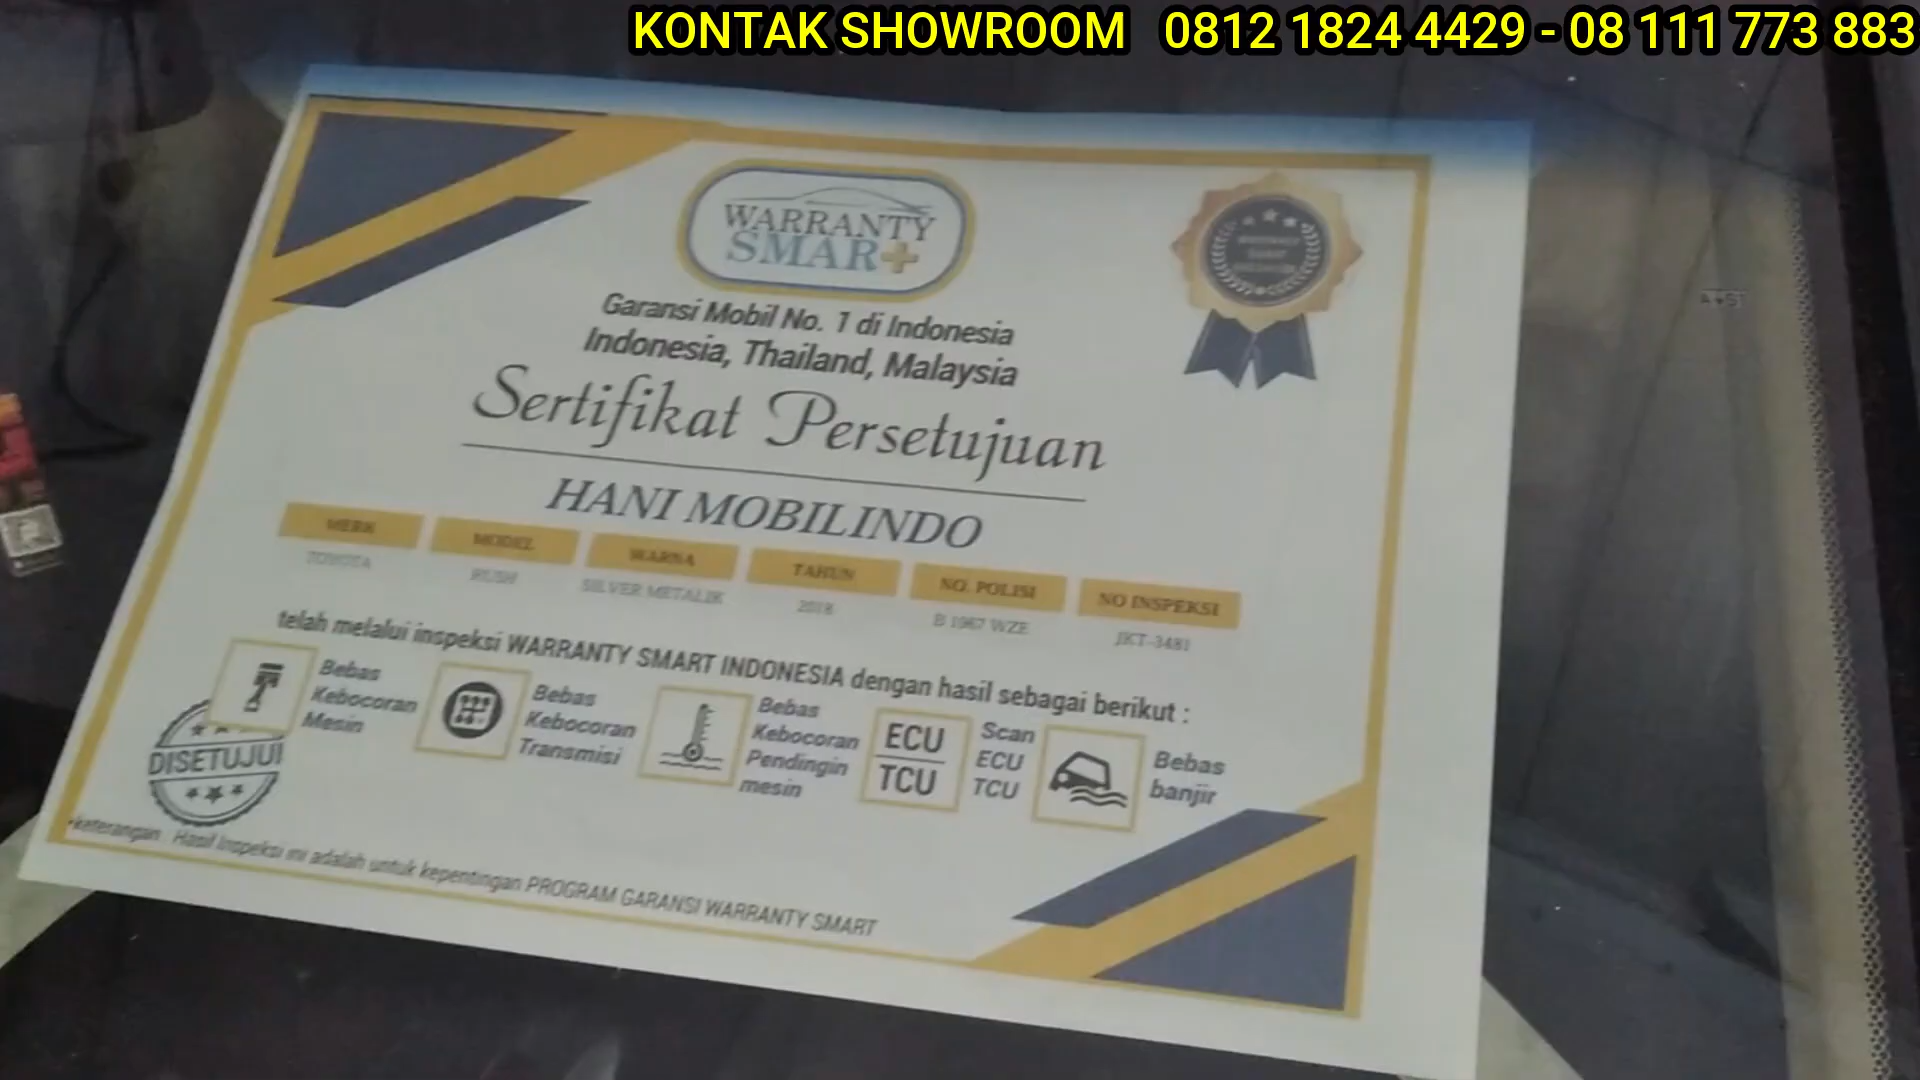 KONTAK SHOWROOM 0812 1824 4429 - 08 111 773 883
WARRANTY
SMAR+
Garansi Mobil No. 1 di Indonesia
Indonesia, Thailand, Malaysia
Sertifikat Persetujuan
HANI MOBILINDO
MERK MODEL WARNA TAHUN NO. POLISI NO INSPEKSI
TOYOTA RUSH SILVER METALIK 2018 B 1967 WZE JKT-3481
telah melalui inspeksi WARRANTY SMART INDONESIA dengan hasil sebagai berikut :
Bebas
Kebocoran
Mesin
Bebas
Kebocoran
Transmisi
Bebas
Kebocoran
Pendingin
mesin
ECU
TCU
Scan
ECU
TCU
Bebas
banjir
DISETUJUI
*keterangan : Hasil Inspeksi ini adalah untuk kepentingan PROGRAM GARANSI WARRANTY SMART